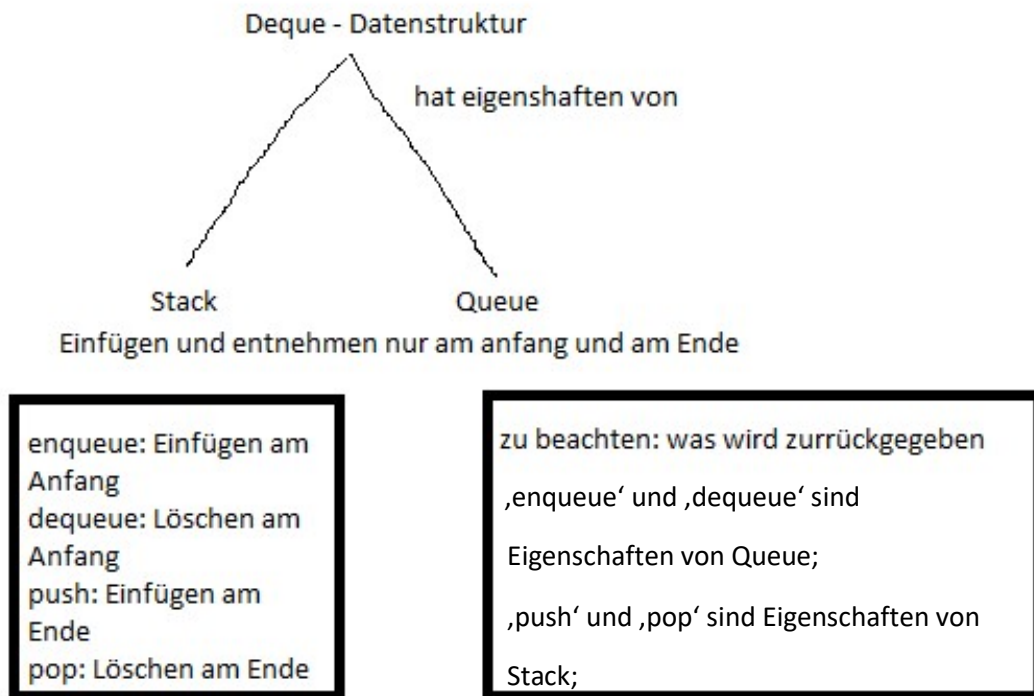 Deque - Datenstruktur
hat eigenshaften von
Stack
Queue
Einfügen und entnehmen nur am anfang und am Ende
enqueue: Einfügen am
Anfang
dequeue: Löschen am
Anfang
push: Einfügen am
Ende
pop: Löschen am Ende
zu beachten: was wird zurrückgegeben
‚enqueue‘ und ‚dequeue‘ sind
Eigenschaften von Queue;
‚push‘ und ‚pop‘ sind Eigenschaften von
Stack;